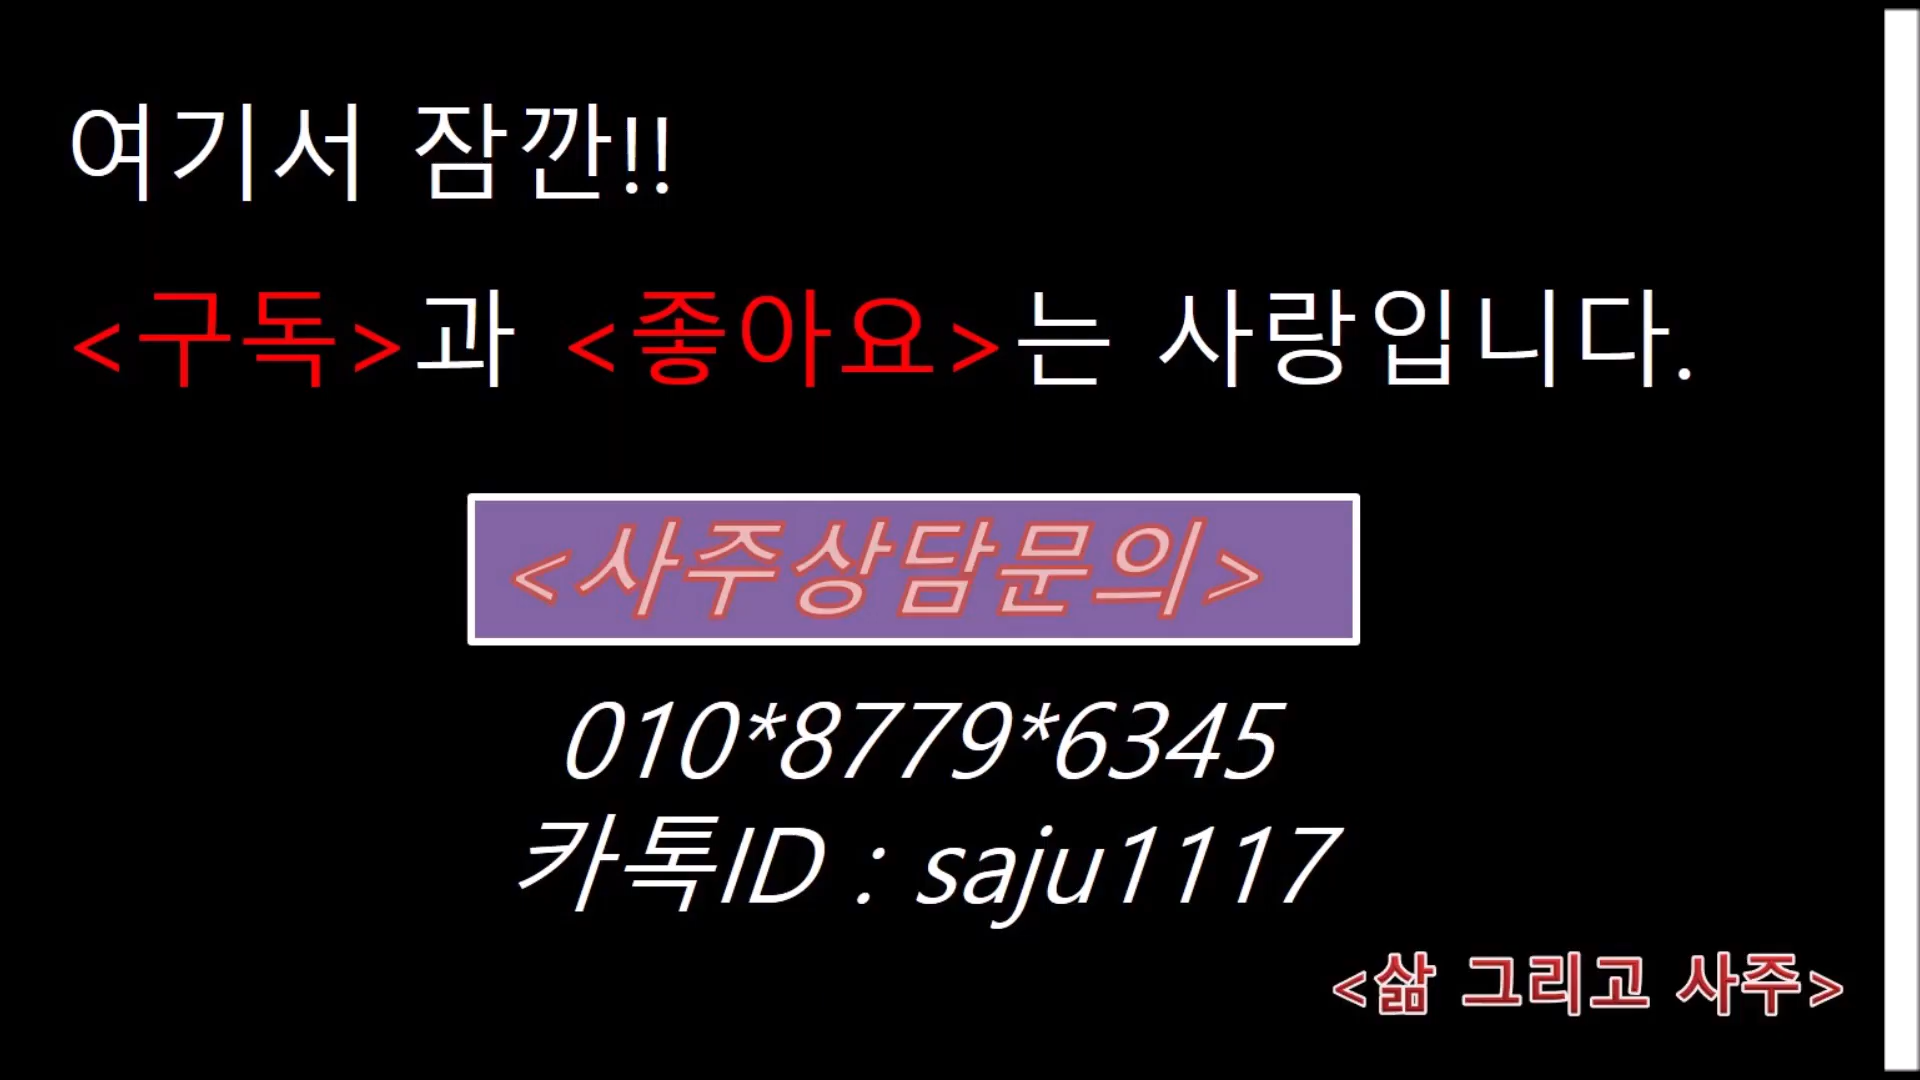 여기서 잠깐!!
<구독>과 <좋아요>는 사랑입니다.
<사주상담문의>
010*8779*6345
카톡ID : saju1117
<삶 그리고 사주>